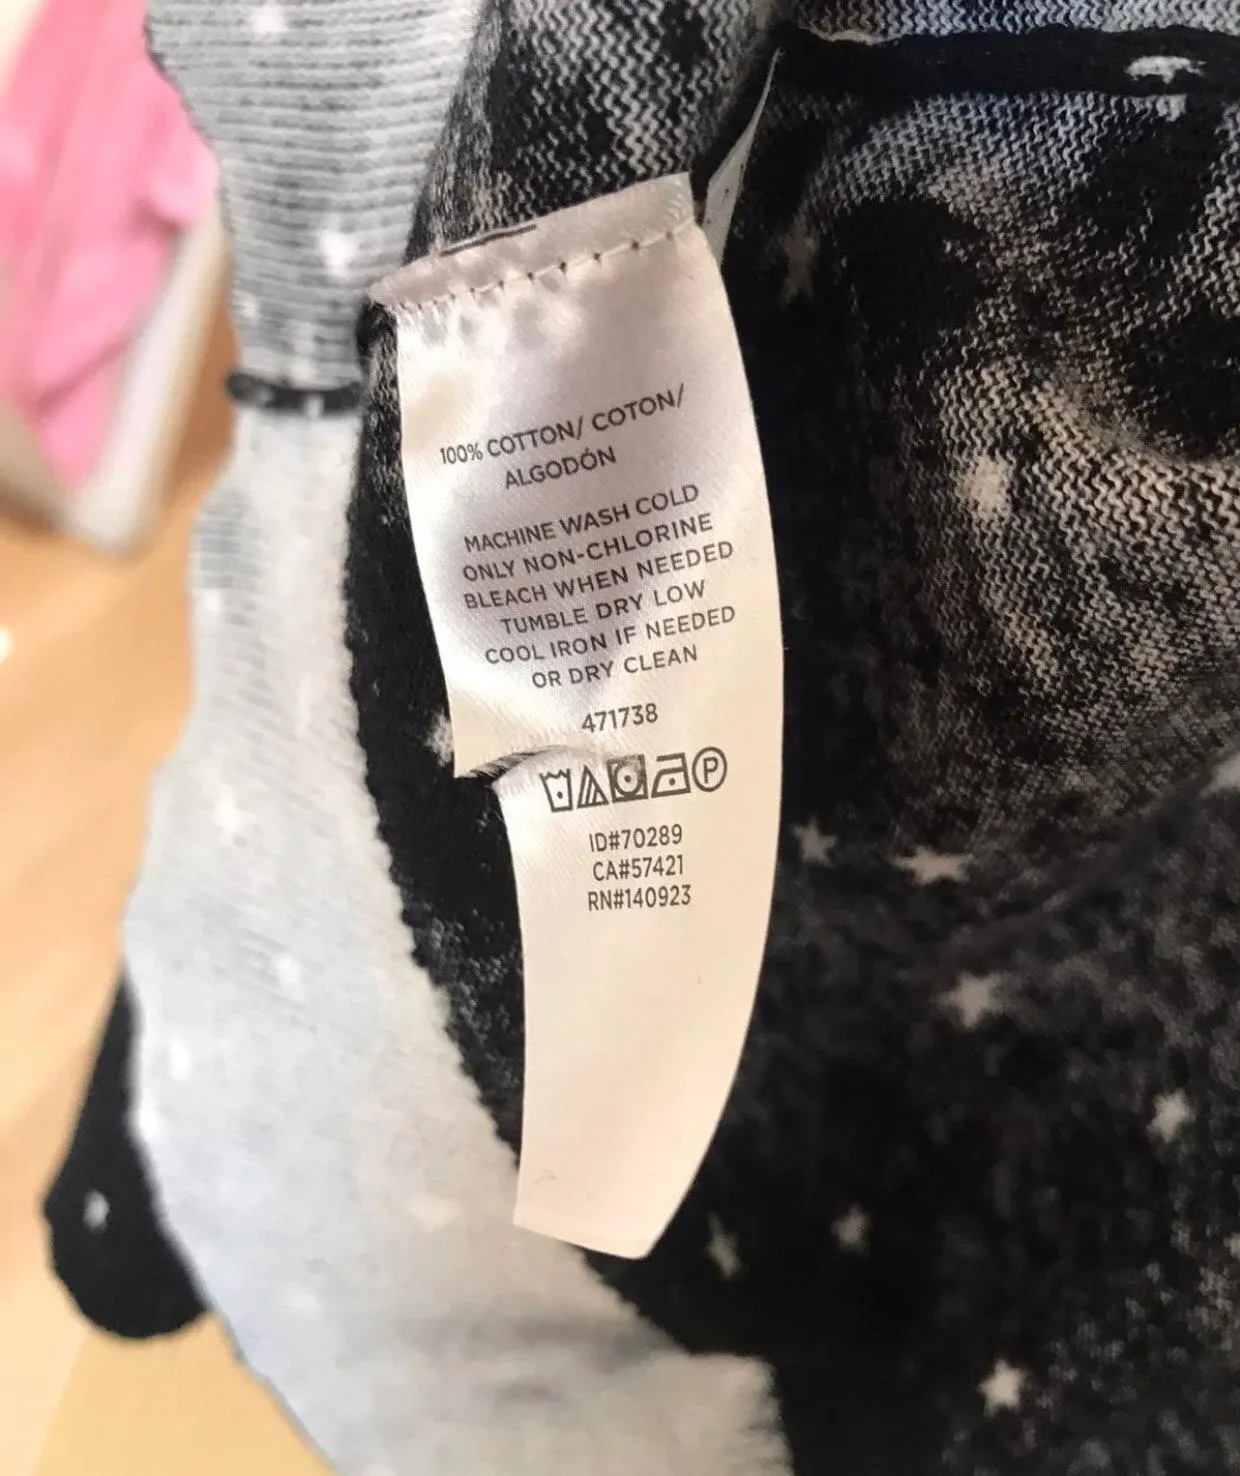 100% COTTON/ COTON/
ALGODÓN
MACHINE WASH COLD
ONLY NON-CHLORINE
BLEACH WHEN NEEDED
TUMBLE DRY LOW
COOL IRON IF NEEDED
OR DRY CLEAN
471738
P
ID#70289
CA#57421
RN#140923